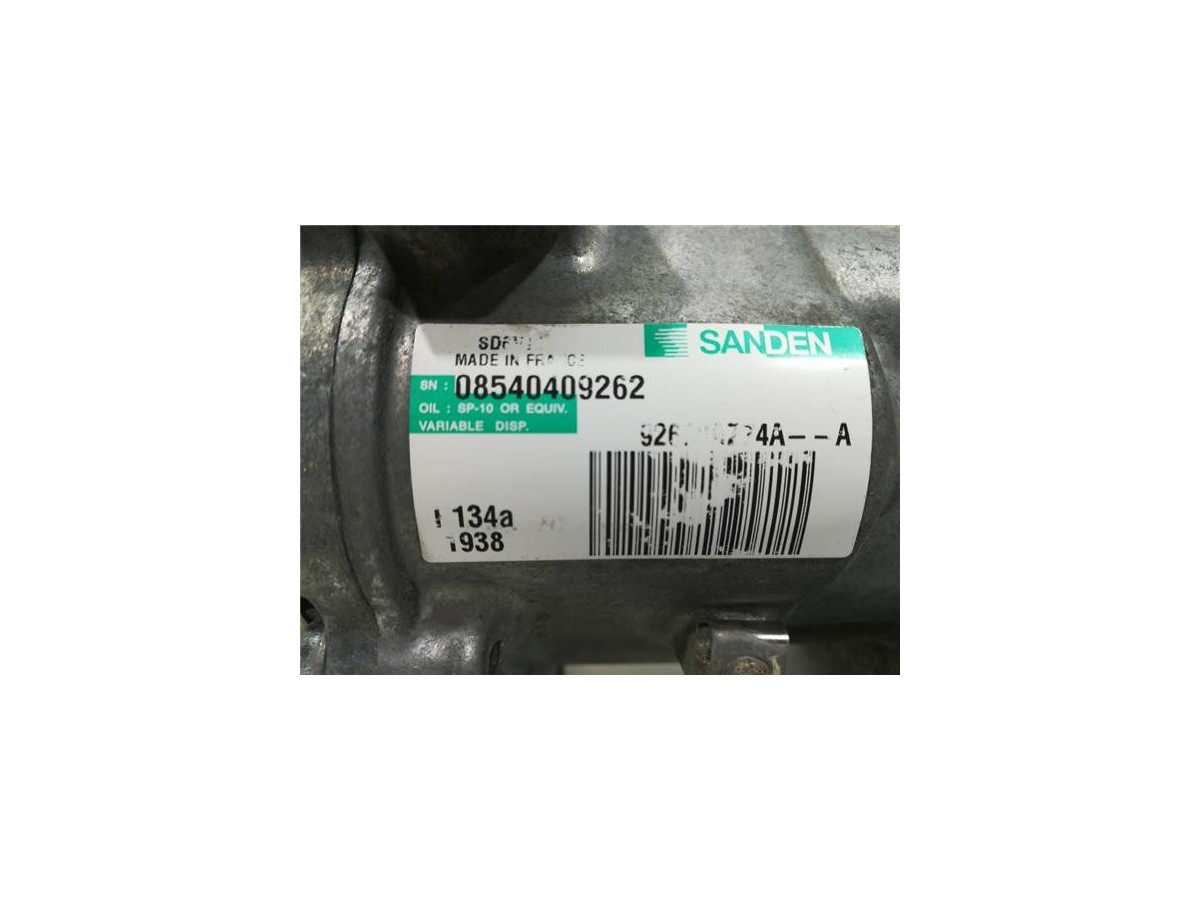 SANDEN
MADE IN FRANCE
SN : 08540409262
OIL : SP-10 OR EQUIV.
VARIABLE DISP.
134a
1938